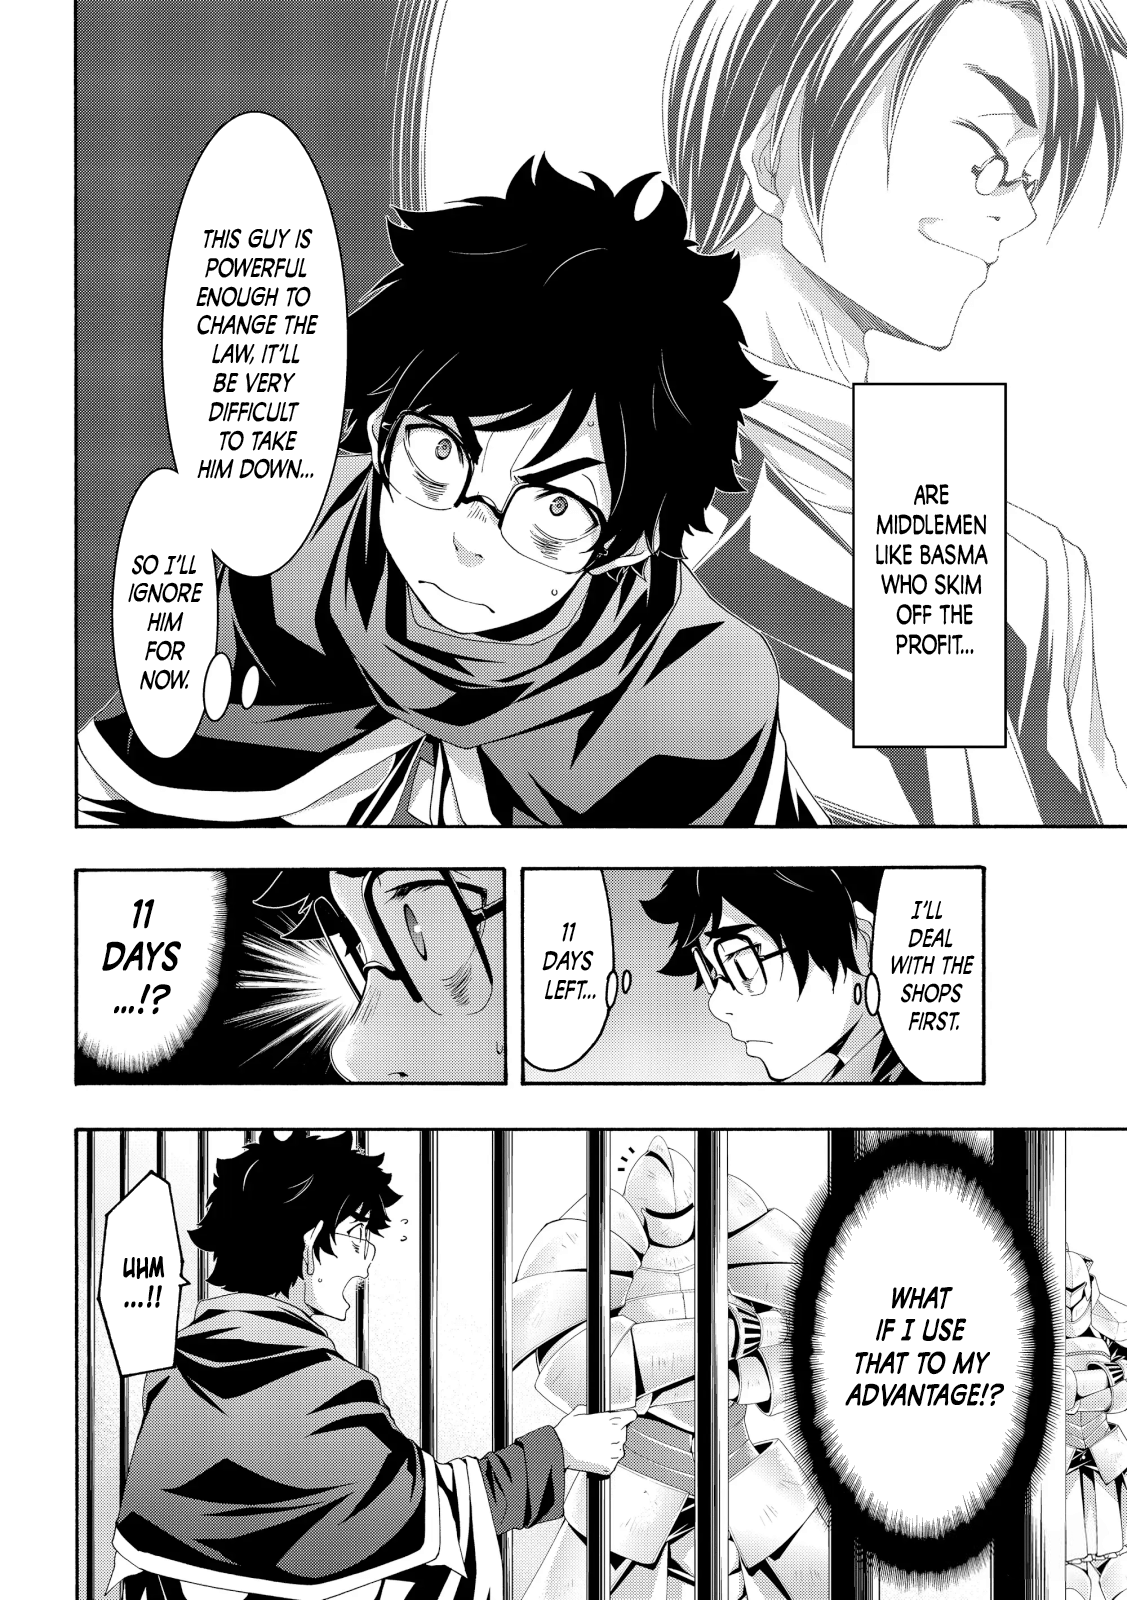 ARE
MIDDLEMEN
LIKE BASMA
WHO SKIM
OFF THE
PROFIT...
THIS GUY IS
POWERFUL
ENOUGH TO
CHANGE THE
LAW, IT'LL
BE VERY
DIFFICULT
TO TAKE
HIM DOWN...
SO I'LL
IGNORE
HIM
FOR
NOW.
I'LL
DEAL
WITH THE
SHOPS
FIRST.
11
DAYS
LEFT...
11
DAYS
...!?
WHAT
IF I USE
THAT TO MY
ADVANTAGE!?
UHM
...!!